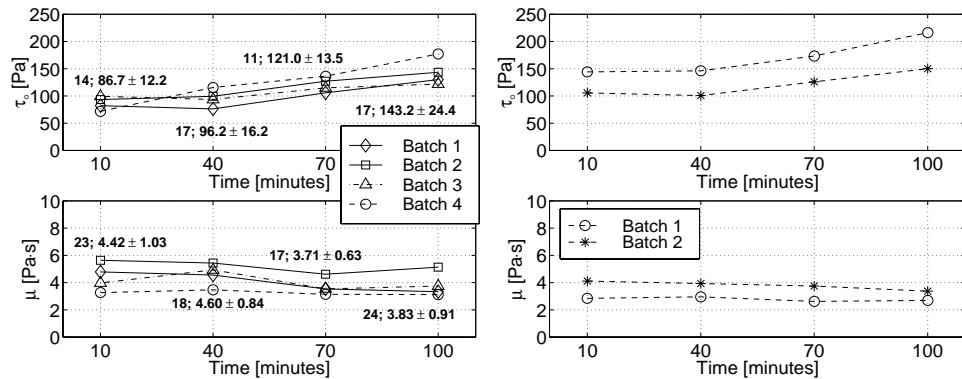 250
200
150
100
50
0
τₒ [Pa]
14; 86.7 ± 12.2
11; 121.0 ± 13.5
17; 96.2 ± 16.2
17; 143.2 ± 24.4
10 40 70 100
Time [minutes]
250
200
150
100
50
0
τₒ [Pa]
10 40 70 100
Time [minutes]
Batch 1
Batch 2
Batch 3
Batch 4
10
8
6
4
2
0
μ [Pa·s]
23; 4.42 ± 1.03
17; 3.71 ± 0.63
18; 4.60 ± 0.84
24; 3.83 ± 0.91
10 40 70 100
Time [minutes]
10
8
6
4
2
0
μ [Pa·s]
Batch 1
Batch 2
10 40 70 100
Time [minutes]